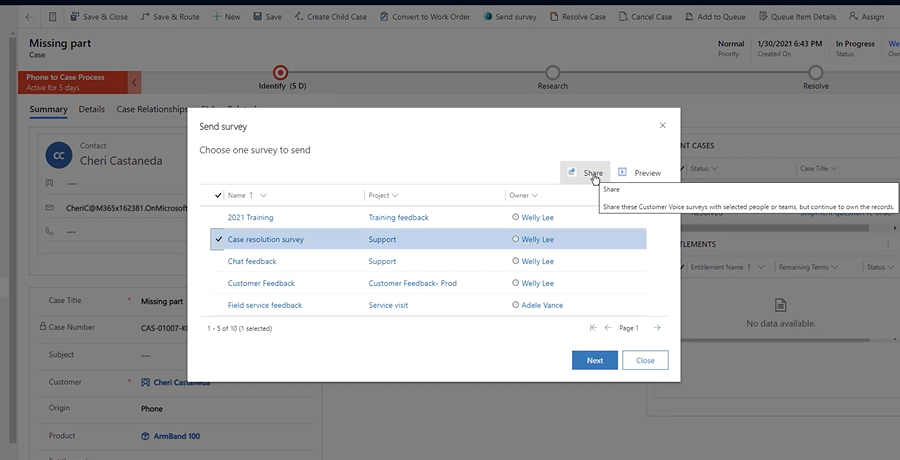 Save & Close
Save & Route
New
Save
Create Child Case
Convert to Work Order
Send survey
Resolve Case
Cancel Case
Add to Queue
Queue Item Details
Assign
Missing part
Case
Normal
Priority
1/30/2021 6:43 PM
Created On
In Progress
Status
Phone to Case Process
Active for 5 days
Identify (5 D)
Research
Resolve
Summary
Details
Case Relationships
CC
Contact
Cheri Castaneda
---
CheriC@M365x162381.OnMicrosoft
---
Send survey
Choose one survey to send
Share
Preview
Share
Share these Customer Voice surveys with selected people or teams, but continue to own the records.
Name
Project
Owner
2021 Training
Training feedback
Welly Lee
Case resolution survey
Support
Welly Lee
Chat feedback
Support
Welly Lee
Customer Feedback
Customer Feedback- Prod
Welly Lee
Field service feedback
Service visit
Adele Vance
1 - 5 of 10 (1 selected)
Page 1
Next
Close
CASES
Status
Case Title
Entitlement Name
Remaining Terms
Status
No data available.
Case Title
*
Missing part
Case Number
CAS-01007-K
Subject
---
Customer
*
Cheri Castaneda
Origin
Phone
Product
ArmBand 100